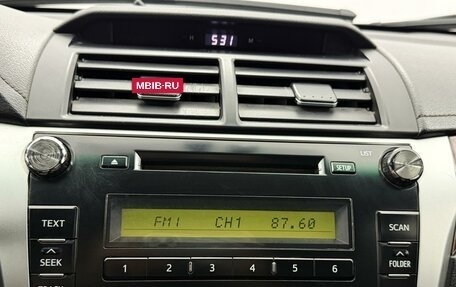 H 5:31 M
MBIB-RU
LIST
SETUP
FM1 CH1 87.60
TEXT
SCAN
SEEK
FOLDER
1 2 3 4 5 6
TRACK